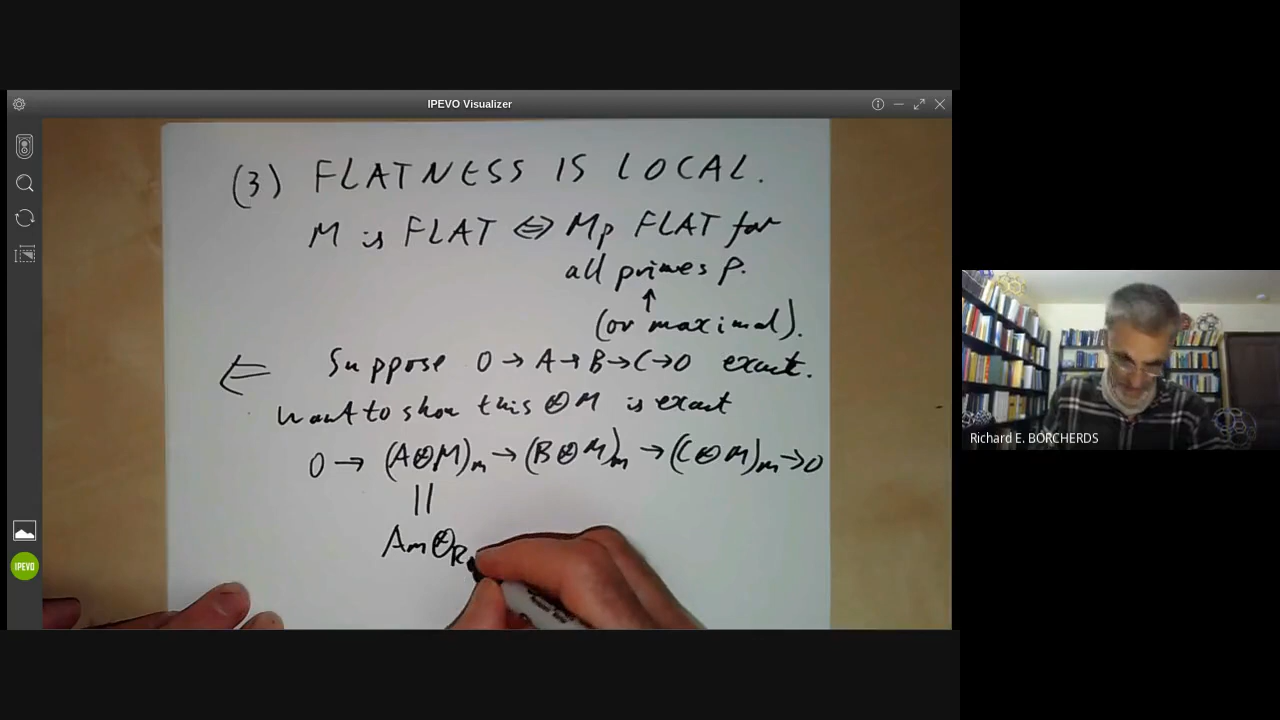 IPEVO Visualizer
(3) FLATNESS IS LOCAL.
M is FLAT ⇔ Mp FLAT for
all primes P.
↑
(or maximal).
⇐ Suppose 0 → A → B → C → 0 exact.
want to show this ⊗ M is exact
0 → (A⊗M)m → (B⊗M)m → (C⊗M)m → 0
||
Am ⊗R
IPEVO
Richard E. BORCHERDS